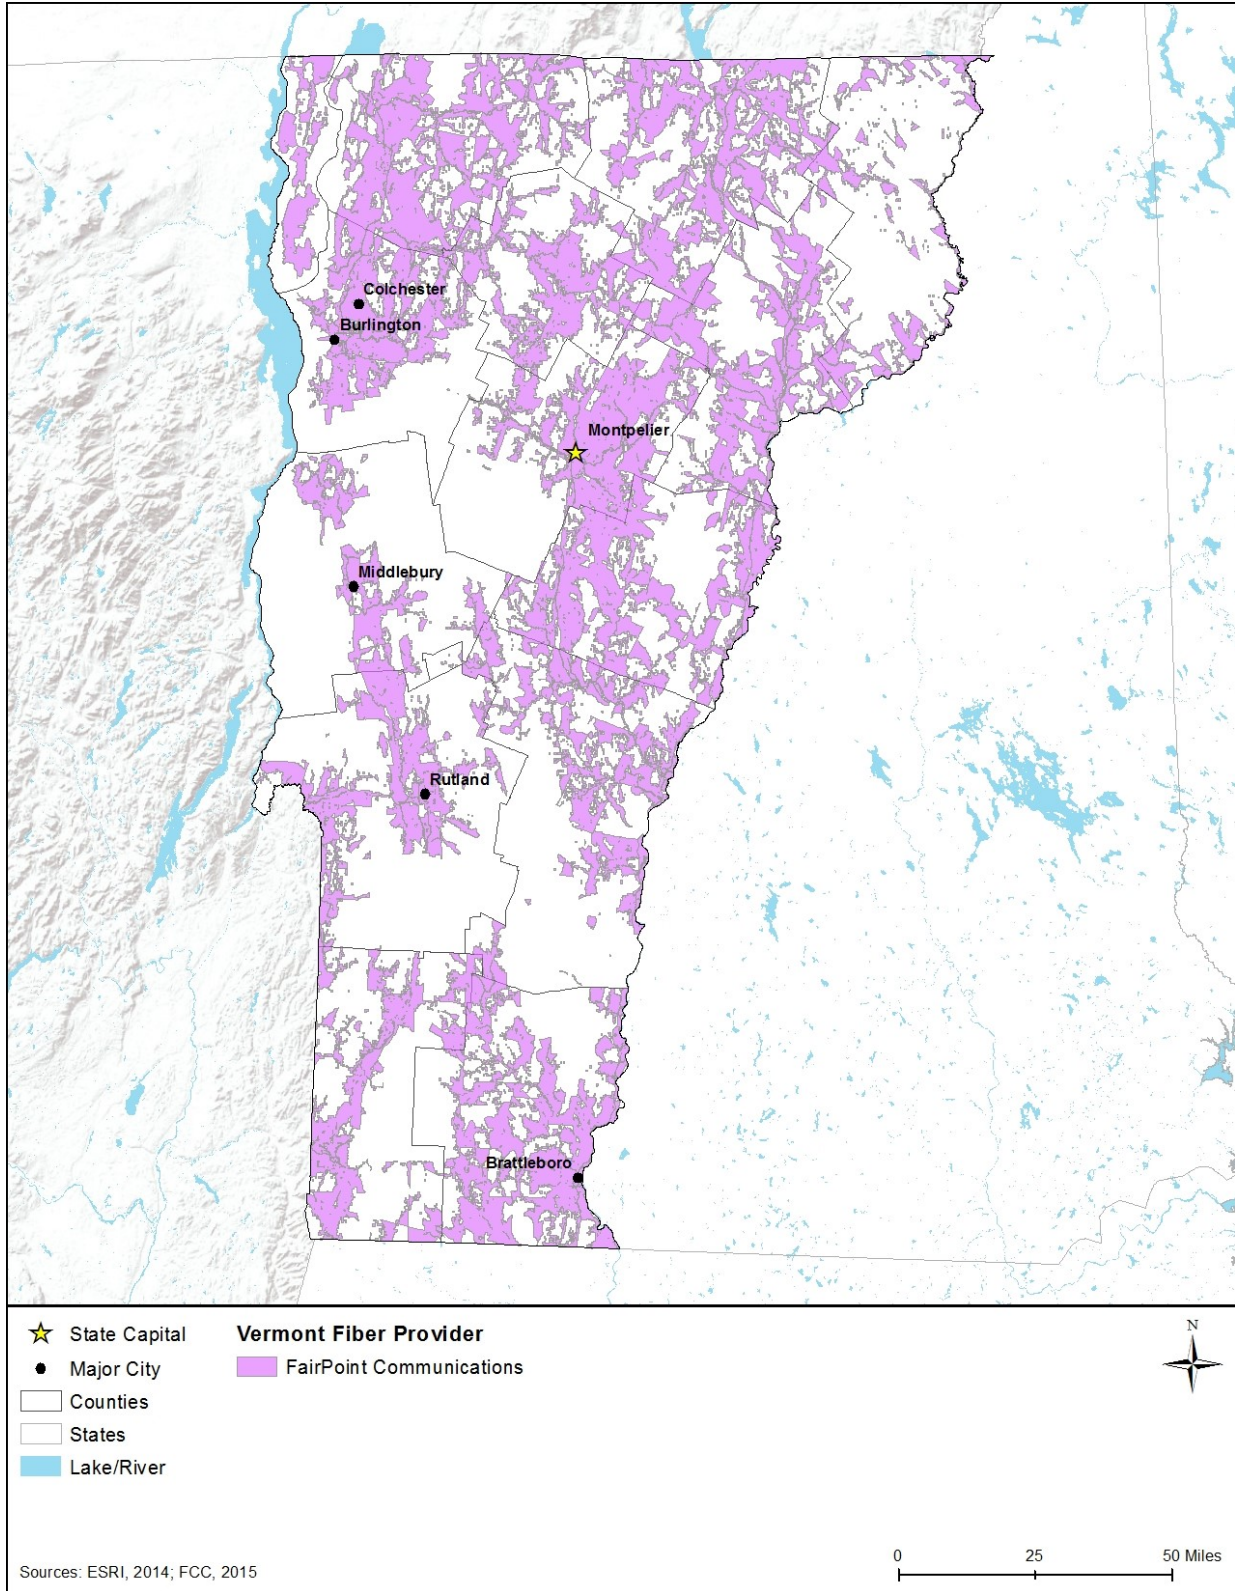 Colchester
Burlington
Montpelier
Middlebury
Rutland
Brattleboro
State Capital
Vermont Fiber Provider
N
Major City
FairPoint Communications
Counties
States
Lake/River
0 25 50 Miles
Sources: ESRI, 2014; FCC, 2015